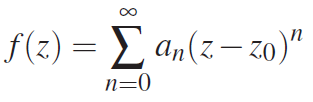 f(z) = ∑_{n=0}^{∞} a_n(z − z_0)^n